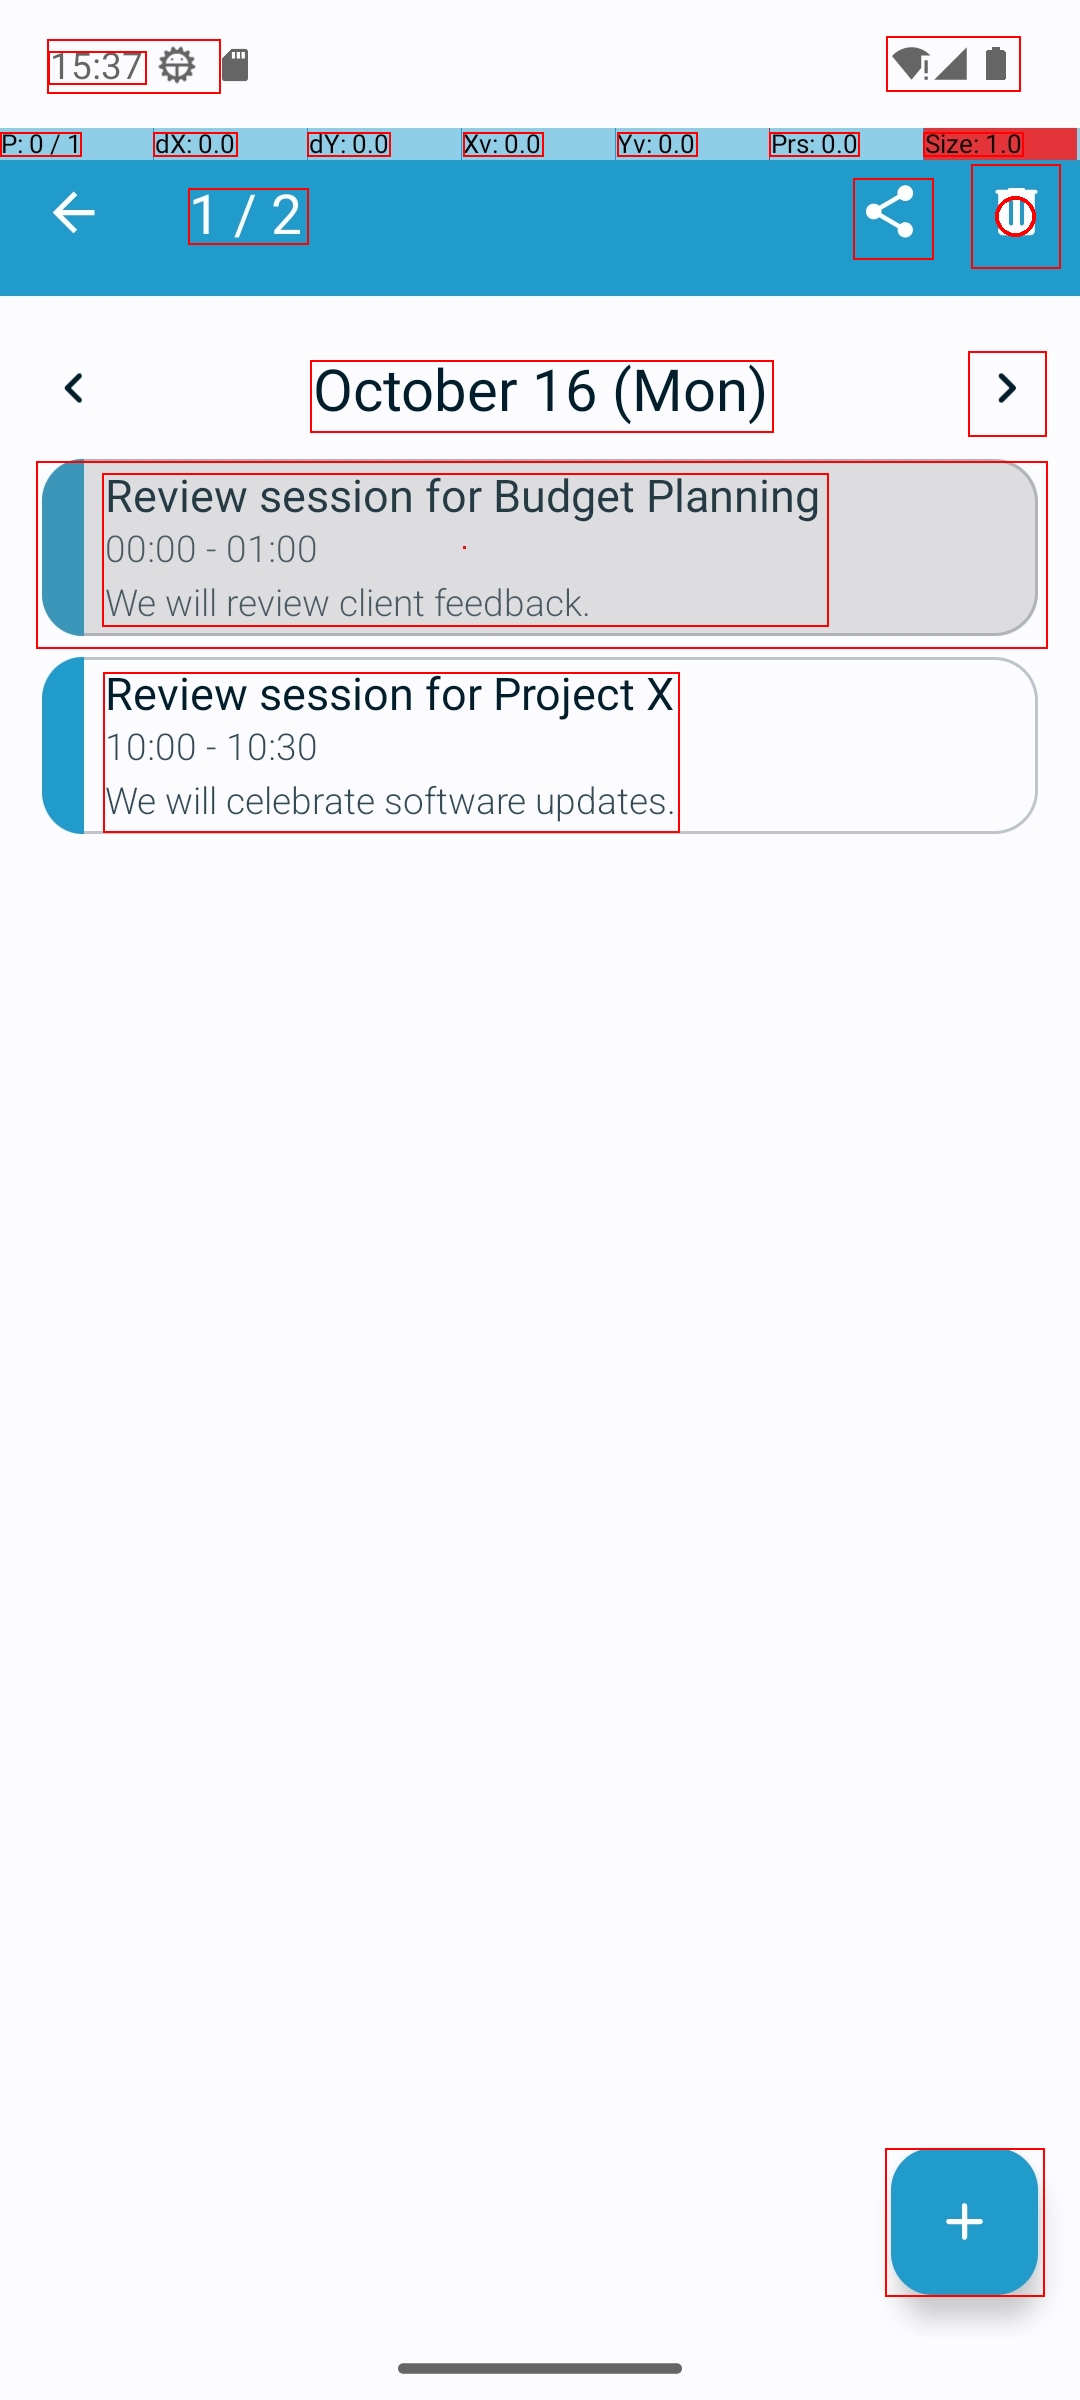 15:37
P: 0 / 1 dX: 0.0 dY: 0.0 Xv: 0.0 Yv: 0.0 Prs: 0.0 Size: 1.0
1 / 2
October 16 (Mon)
Review session for Budget Planning
00:00 - 01:00
We will review client feedback.
Review session for Project X
10:00 - 10:30
We will celebrate software updates.